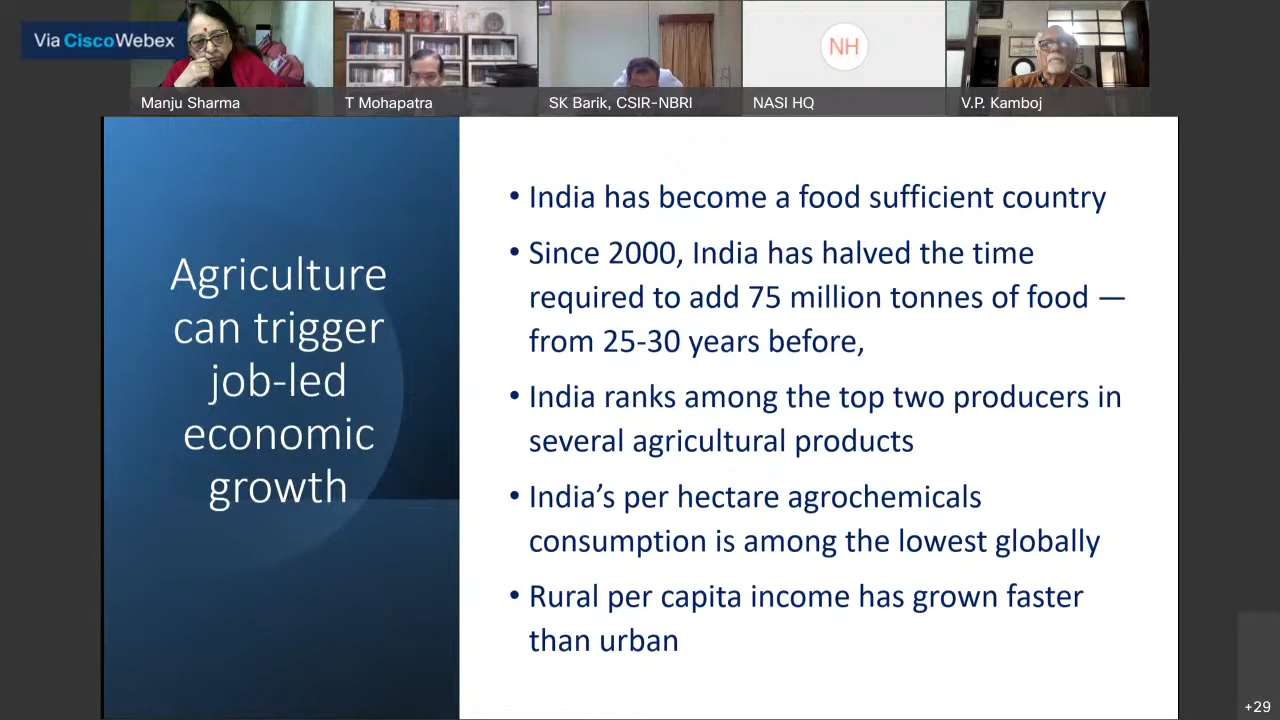 Via CiscoWebex
Manju Sharma
T Mohapatra
SK Barik, CSIR-NBRI
NH
NASI HQ
V.P. Kamboj
Agriculture
can trigger
job-led
economic
growth
• India has become a food sufficient country
• Since 2000, India has halved the time
required to add 75 million tonnes of food —
from 25-30 years before,
• India ranks among the top two producers in
several agricultural products
• India’s per hectare agrochemicals
consumption is among the lowest globally
• Rural per capita income has grown faster
than urban
+29